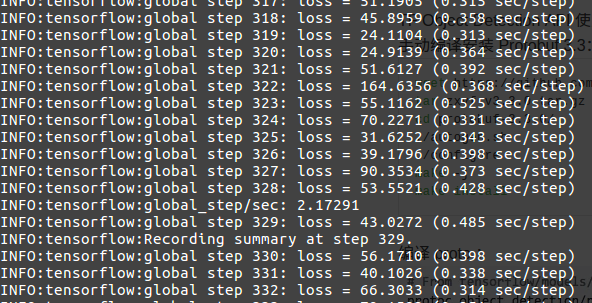 INFO:tensorflow:global step 317: loss = 31.1905 (0.315 sec/step)
INFO:tensorflow:global step 318: loss = 45.8959 (0.328 sec/step)
INFO:tensorflow:global step 319: loss = 24.1104 (0.313 sec/step)
INFO:tensorflow:global step 320: loss = 24.9139 (0.364 sec/step)
INFO:tensorflow:global step 321: loss = 51.6127 (0.392 sec/step)
INFO:tensorflow:global step 322: loss = 164.6356 (0.368 sec/step)
INFO:tensorflow:global step 323: loss = 55.1162 (0.525 sec/step)
INFO:tensorflow:global step 324: loss = 70.2271 (0.331 sec/step)
INFO:tensorflow:global step 325: loss = 31.6252 (0.343 sec/step)
INFO:tensorflow:global step 326: loss = 39.1796 (0.398 sec/step)
INFO:tensorflow:global step 327: loss = 90.3534 (0.373 sec/step)
INFO:tensorflow:global step 328: loss = 53.5521 (0.428 sec/step)
INFO:tensorflow:global_step/sec: 2.17291
INFO:tensorflow:global step 329: loss = 43.0272 (0.485 sec/step)
INFO:tensorflow:Recording summary at step 329.
INFO:tensorflow:global step 330: loss = 56.1710 (0.398 sec/step)
INFO:tensorflow:global step 331: loss = 40.1026 (0.338 sec/step)
INFO:tensorflow:global step 332: loss = 66.3033 (0.314 sec/step)